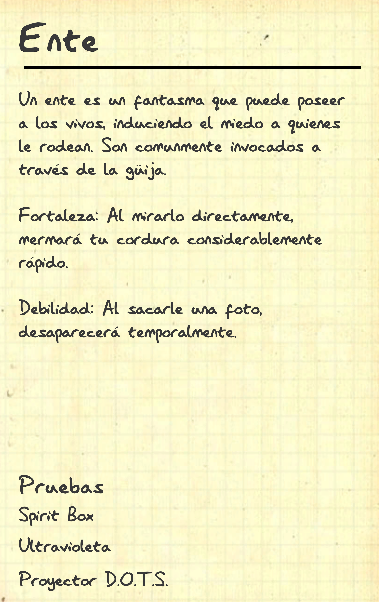 Ente
Un ente es un fantasma que puede poseer
a los vivos, induciendo el miedo a quienes
le rodean. Son comunmente invocados a
través de la güija.
Fortaleza: Al mirarlo directamente,
mermará tu cordura considerablemente
rápido.
Debilidad: Al sacarle una foto,
desaparecerá temporalmente.
Pruebas
Spirit Box
Ultravioleta
Proyector D.O.T.S.